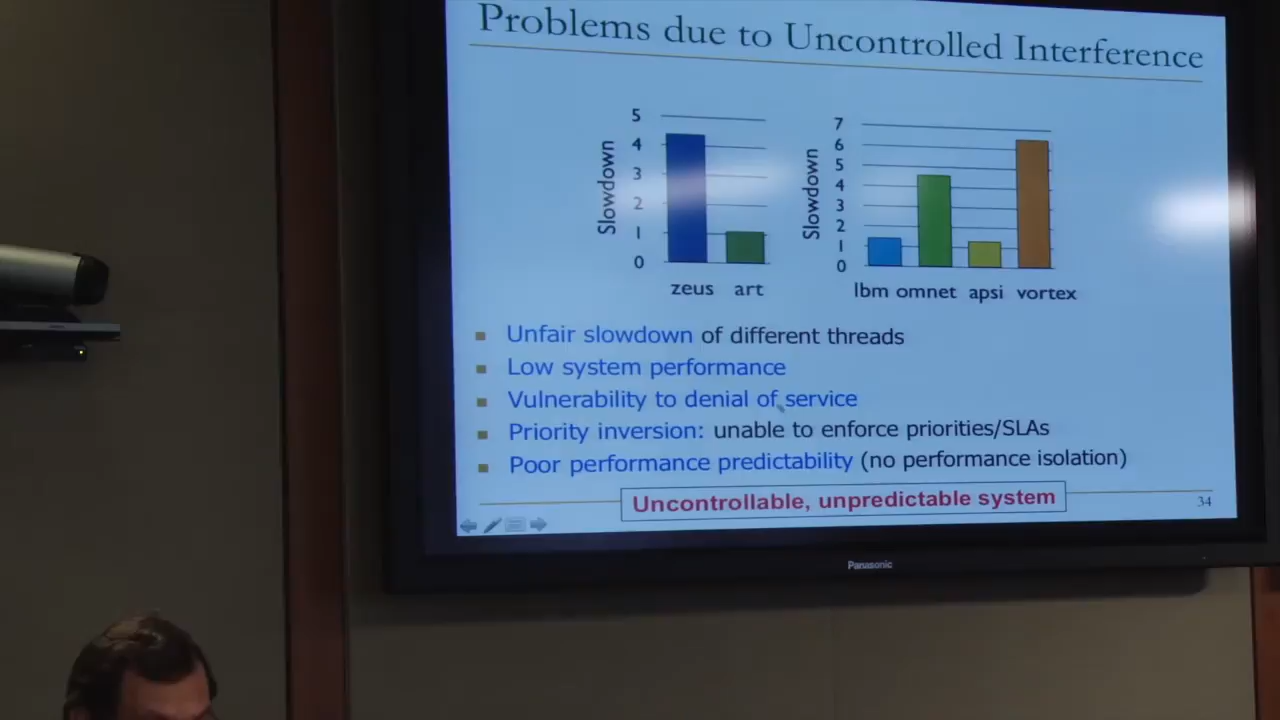 Problems due to Uncontrolled Interference
5
4
3
2
1
0
Slowdown
zeus art
7
6
5
4
3
2
1
0
Slowdown
lbm omnet apsi vortex
Unfair slowdown of different threads
Low system performance
Vulnerability to denial of service
Priority inversion: unable to enforce priorities/SLAs
Poor performance predictability (no performance isolation)
Uncontrollable, unpredictable system
34
Panasonic